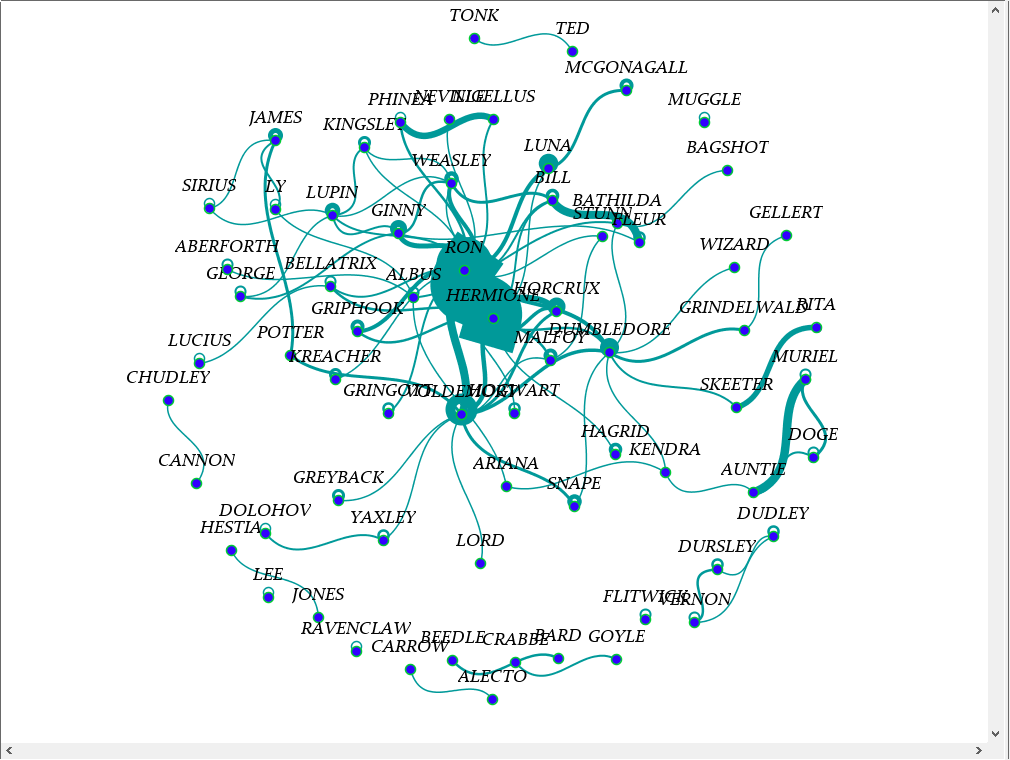 TONK
TED
MCGONAGALL
PHINEA
NIGELLUS
MUGGLE
JAMES
KINGSLEY
LUNA
BAGSHOT
WEASLEY
BILL
SIRIUS
LY
LUPIN
BATHILDA
GINNY
STUNN
FLEUR
GELLERT
ABERFORTH
RON
WIZARD
GEORGE
BELLATRIX
ALBUS
HERMIONE
HORCRUX
GRIPHOOK
GRINDELWALD
RITA
POTTER
MALFOY
DUMBLEDORE
LUCIUS
KREACHER
MURIEL
CHUDLEY
VOLDEMORT
HOGWART
SKEETER
HAGRID
DOGE
KENDRA
CANNON
ARIANA
AUNTIE
GREYBACK
SNAPE
DOLOHOV
YAXLEY
DUDLEY
HESTIA
LORD
DURSLEY
LEE
JONES
FLITWICK
VERNON
RAVENCLAW
CARROW
BEEDLE
CRABBE
BARD
GOYLE
ALECTO